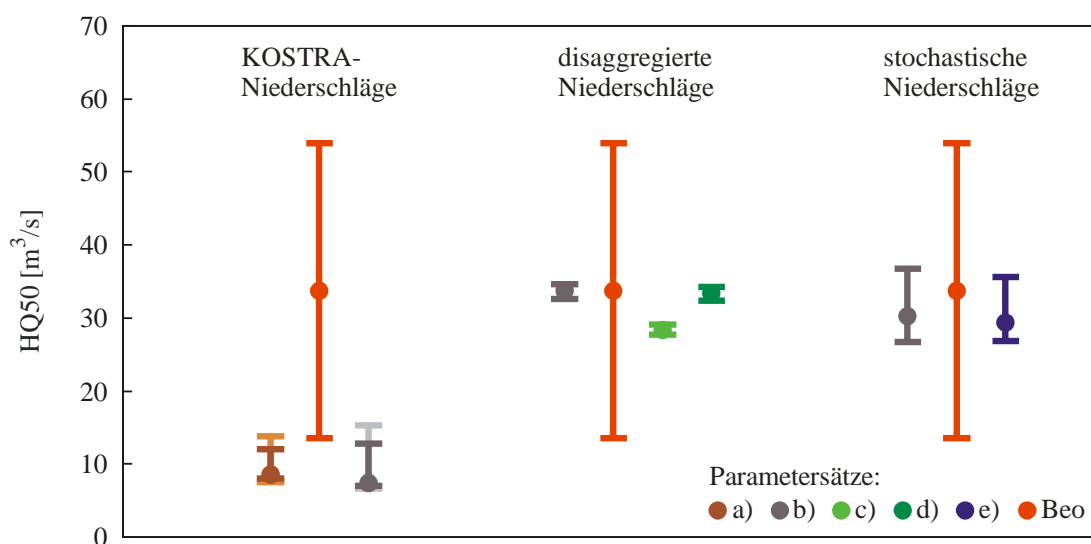 70
60
50
40
30
20
10
0
HQ50 [m³/s]
KOSTRA-
Niederschläge
disaggregierte
Niederschläge
stochastische
Niederschläge
Parametersätze:
a) b) c) d) e) Beo